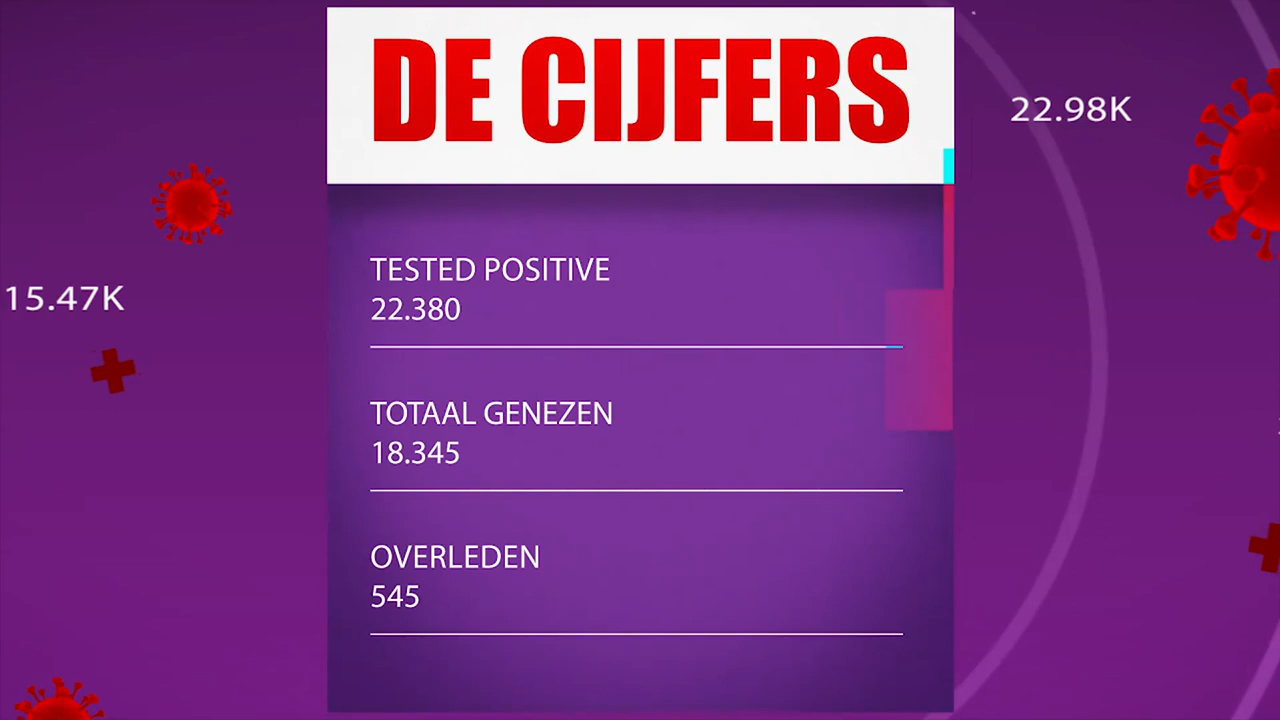 DE CIJFERS
22.98K
15.47K
TESTED POSITIVE
22.380
TOTAAL GENEZEN
18.345
OVERLEDEN
545